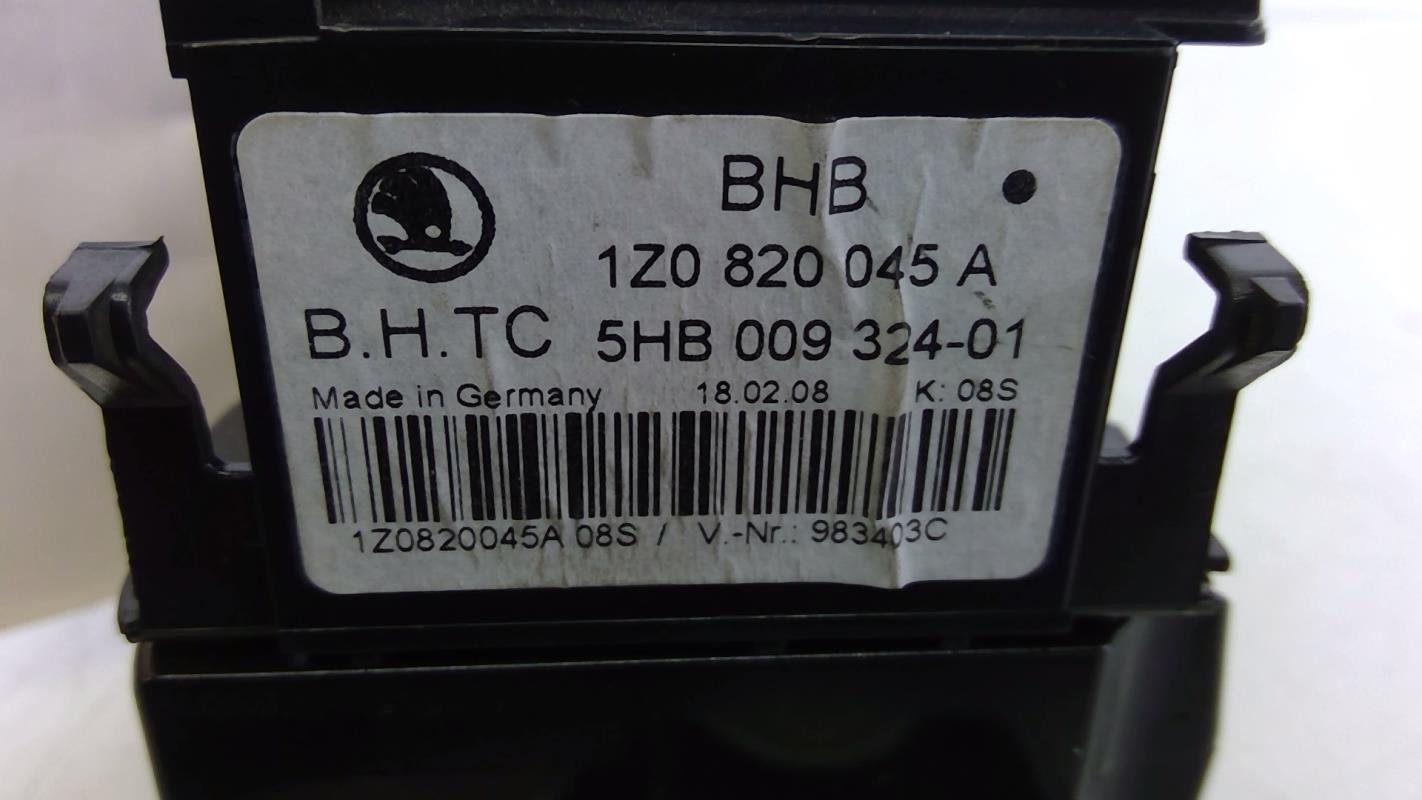 BHB
1Z0 820 045 A
B.H.TC 5HB 009 324-01
Made in Germany 18.02.08 K: 08S
1Z0820045A 08S / V.-Nr.: 983403C